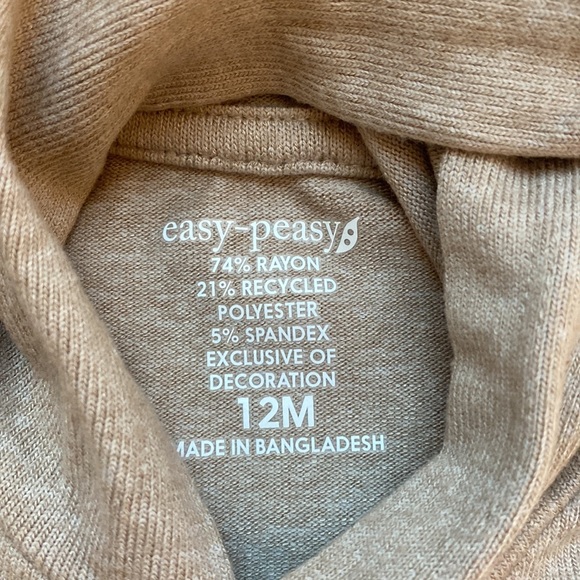 easy-peasy
74% RAYON
21% RECYCLED
POLYESTER
5% SPANDEX
EXCLUSIVE OF
DECORATION
12M
MADE IN BANGLADESH